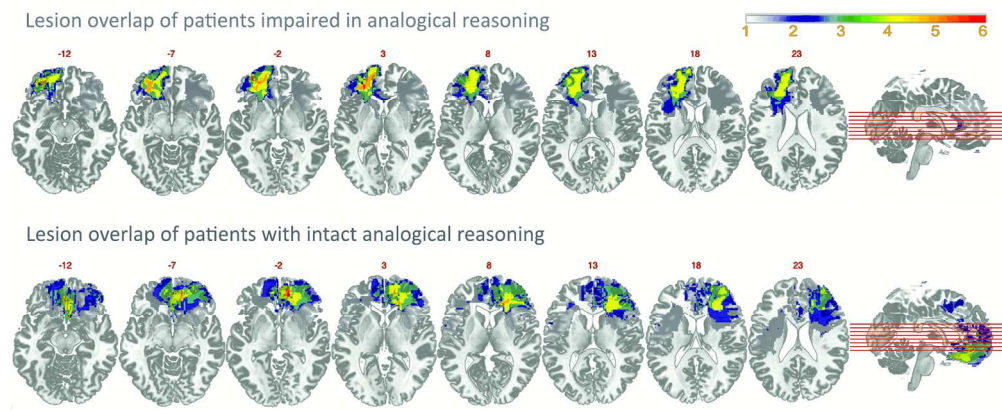 Lesion overlap of patients impaired in analogical reasoning
1 2 3 4 5 6
-12 -7 -2 3 8 13 18 23
Lesion overlap of patients with intact analogical reasoning
-12 -7 -2 3 8 13 18 23